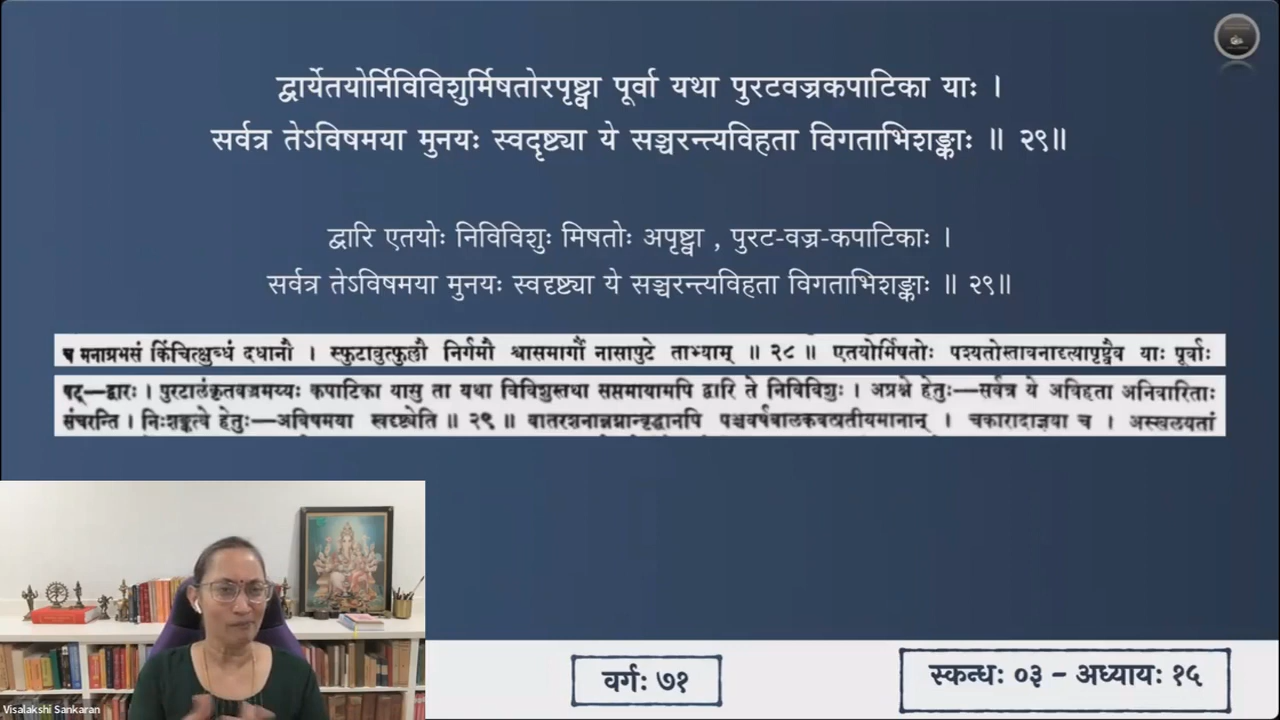 द्वार्येतयोर्निविविशुर्मिषतोरपृष्ट्वा पूर्वा यथा पुरटवज्रकपाटिका याः ।
सर्वत्र तेऽविषमया मुनयः स्वदृष्ट्या ये सञ्चरन्त्यविहता विगताभिशङ्काः ॥ २९॥
द्वारि एतयोः निविविशुः मिषतोः अपृष्ट्वा , पुरट-वज्र-कपाटिकाः ।
सर्वत्र तेऽविषमया मुनयः स्वदृष्ट्या ये सञ्चरन्त्यविहता विगताभिशङ्काः ॥ २९॥
च मनाग्रभसं किंचित्क्षुब्धं दधानौ । स्फुटावुत्फुल्लौ निर्गमौ श्वासमार्गौ नासापुटे ताभ्याम् ॥ २८ ॥ एतयोर्मिषतोः पश्यतोस्तावनादृत्यापृष्ट्वैव याः पूर्वाः
षट्—द्वारः । पुरटालंकृतवज्रमय्यः कपाटिका यासु ता यथा विविशुस्तथा सप्तमायामपि द्वारि ते निविविशुः । अप्रश्ने हेतुः—सर्वत्र ये अविहता अनिवारिताः
संचरन्ति । निःशङ्कत्वे हेतुः—अविषमया स्वदृष्ट्येति ॥ २९ ॥ वातरशनान्नग्नान्वृद्धानपि पञ्चवर्षबालकवत्प्रतीयमानान् । चकारादाज्ञया च । अस्खलयतां
Visalakshi Sankaran
वर्गः ७१
स्कन्धः ०३ – अध्यायः १५